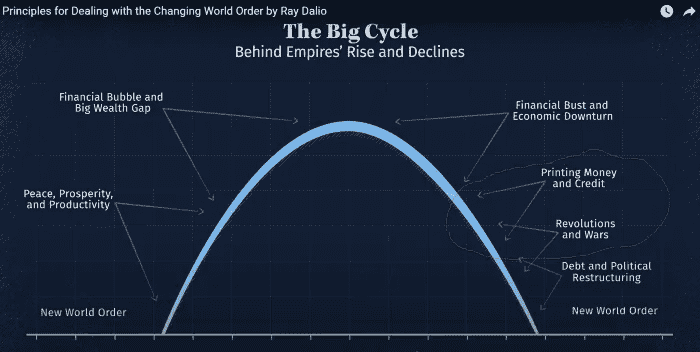 Principles for Dealing with the Changing World Order by Ray Dalio
The Big Cycle
Behind Empires' Rise and Declines
Financial Bubble and
Big Wealth Gap
Peace, Prosperity,
and Productivity
New World Order
Financial Bust and
Economic Downturn
Printing Money
and Credit
Revolutions
and Wars
Debt and Political
Restructuring
New World Order